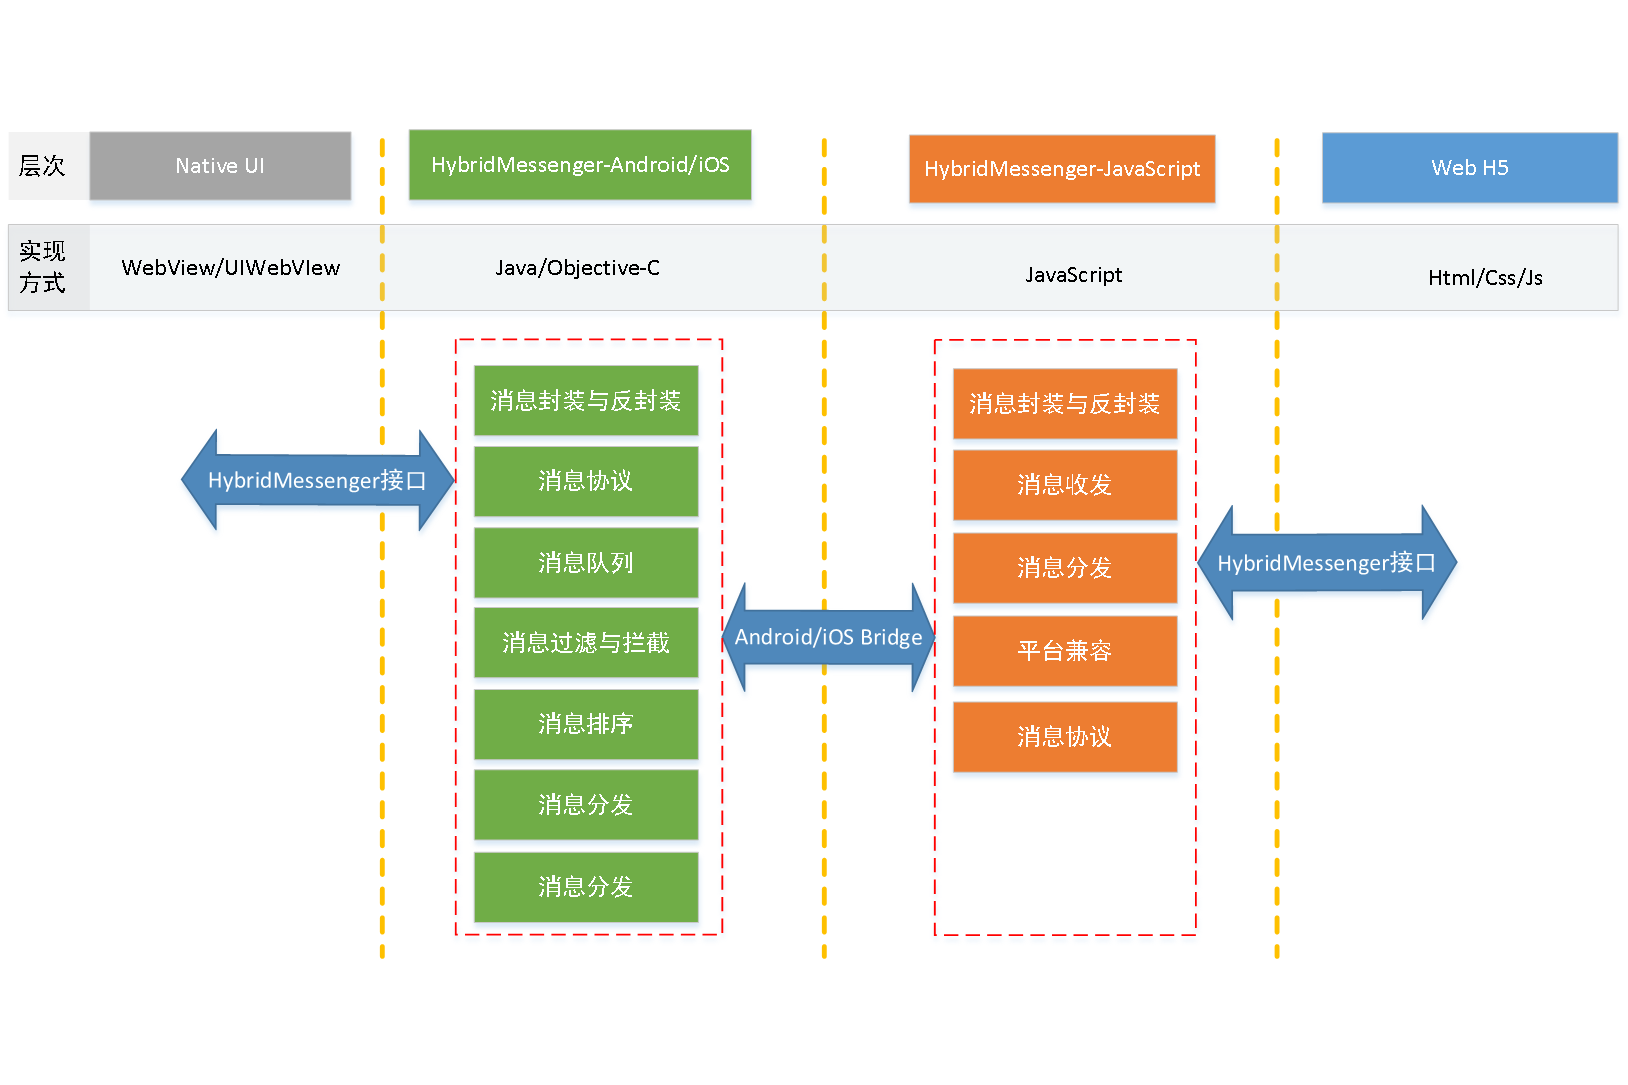 层次
Native UI
HybridMessenger-Android/iOS
HybridMessenger-JavaScript
Web H5
实现
方式
WebView/UIWebVIew
Java/Objective-C
JavaScript
Html/Css/Js
HybridMessenger接口
消息封装与反封装
消息协议
消息队列
消息过滤与拦截
消息排序
消息分发
消息分发
Android/iOS Bridge
消息封装与反封装
消息收发
消息分发
平台兼容
消息协议
HybridMessenger接口